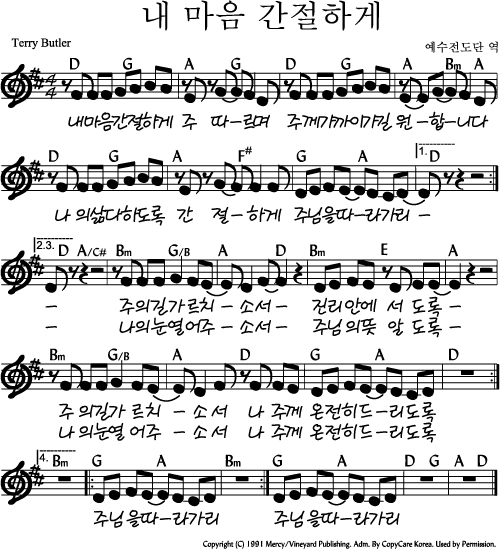 내 마음 간절하게
Terry Butler
예수전도단 역
D G A G D G A Bm A
내마음간절하게 주 따-르며 주께가까이가길 원-합-니다
D G A F# G A 1. D
나 의삶다하도록 간 절-하게 주님을따-라가리-
2.3. D A/C# Bm G/B A D Bm E A
- 주의길가르치-소서- 진리안에 서 도록-
- 나의눈열어주-소서- 주님의뜻 알 도록-
Bm G/B A D G A D
주 의길가 르치 -소 서 나 주께 온전히드-리도록
나 의눈열 어주 -소 서 나 주께 온전히드-리도록
4. Bm G A Bm G A D G A D
주님을따-라가리 주님을따-라가리
Copyright (C) 1991 Mercy/Vineyard Publishing. Adm. By CopyCare Korea. Used by Permission.